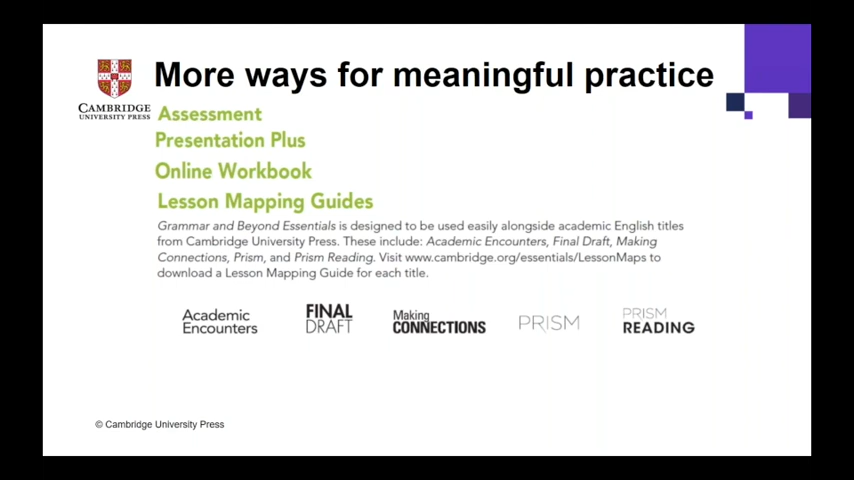 More ways for meaningful practice
CAMBRIDGE
UNIVERSITY PRESS
Assessment
Presentation Plus
Online Workbook
Lesson Mapping Guides
Grammar and Beyond Essentials is designed to be used easily alongside academic English titles
from Cambridge University Press. These include: Academic Encounters, Final Draft, Making
Connections, Prism, and Prism Reading. Visit www.cambridge.org/essentials/LessonMaps to
download a Lesson Mapping Guide for each title.
Academic
Encounters
FINAL
DRAFT
Making
CONNECTIONS
PRISM
PRISM
READING
© Cambridge University Press